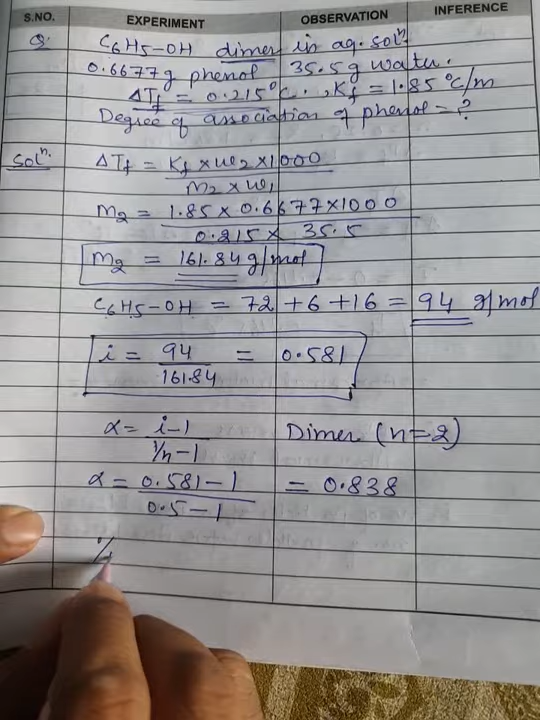 S.NO. EXPERIMENT OBSERVATION INFERENCE
Q. C6H5-OH dimer in aq. solⁿ.
0.6677g phenol 35.5g water.
ΔTf = 0.215°C. , Kf = 1.85 °C/m
Degree of association of phenol = ?
Solⁿ. ΔTf = Kf × w2 × 1000 / M2 × w1
M2 = 1.85 × 0.6677 × 1000 / 0.215 × 35.5
M2 = 161.84 g/mol
C6H5-OH = 72 + 6 + 16 = 94 g/mol
i = 94 / 161.84 = 0.581
α = i-1 / 1/n - 1 Dimer (n=2)
α = 0.581 - 1 / 0.5 - 1 = 0.838